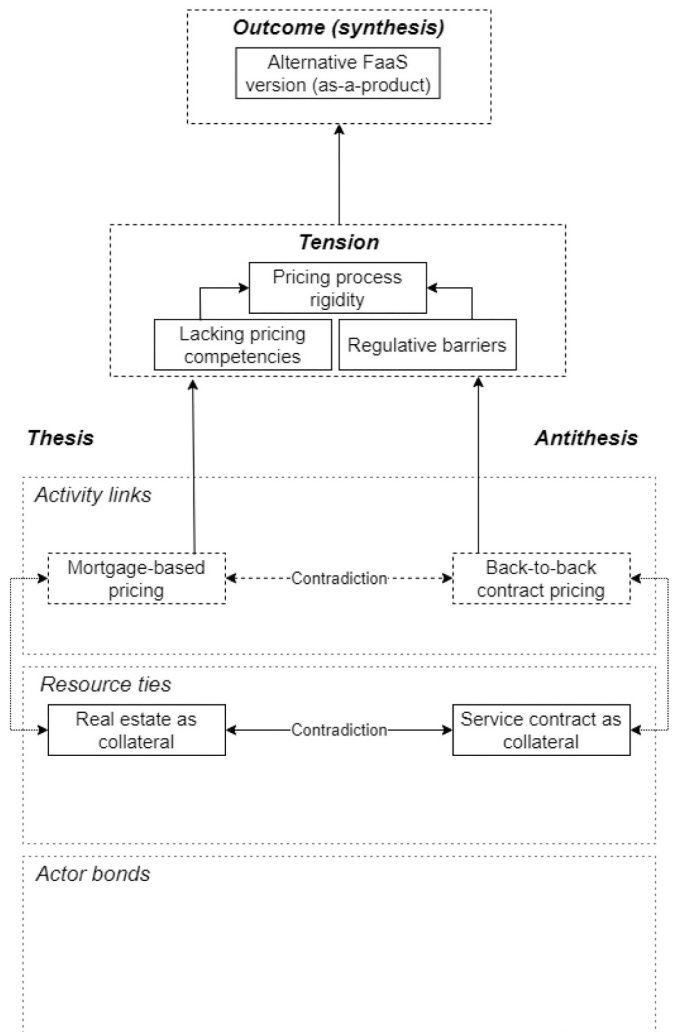 Outcome (synthesis)
Alternative FaaS
version (as-a-product)
Tension
Pricing process
rigidity
Lacking pricing
competencies
Regulative barriers
Thesis
Antithesis
Activity links
Mortgage-based
pricing
Contradiction
Back-to-back
contract pricing
Resource ties
Real estate as
collateral
Contradiction
Service contract as
collateral
Actor bonds